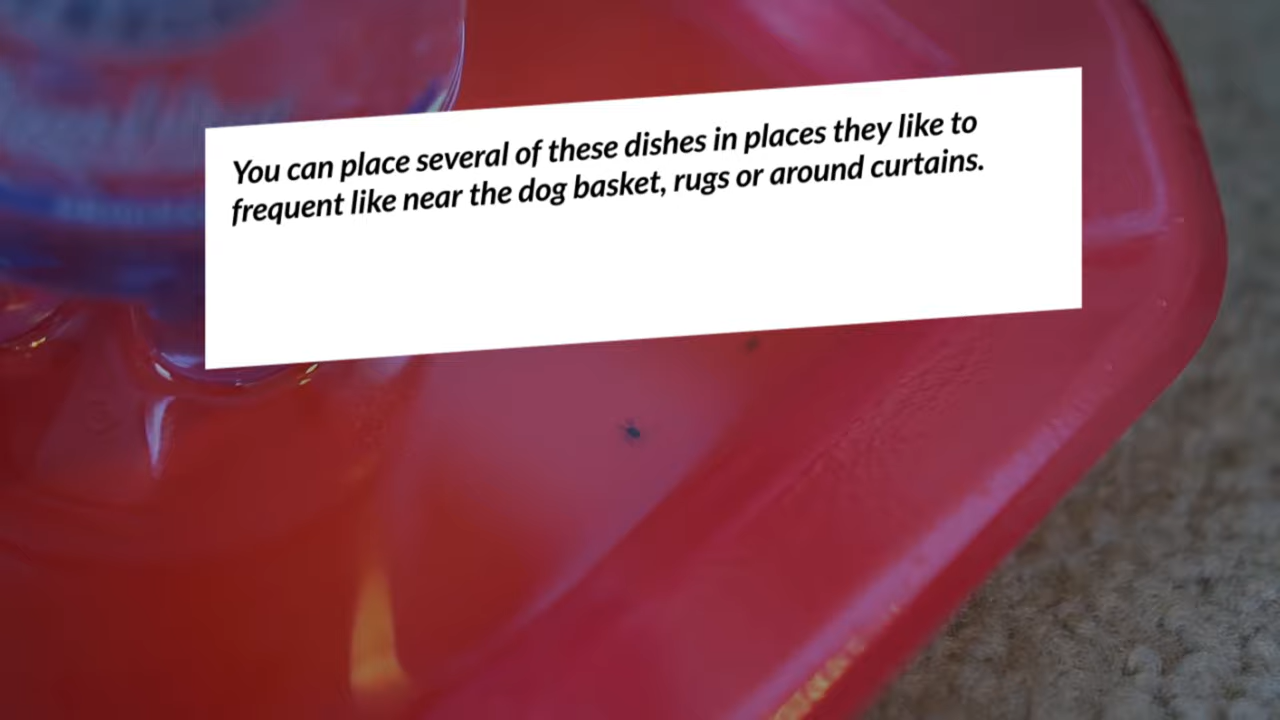 You can place several of these dishes in places they like to
frequent like near the dog basket, rugs or around curtains.